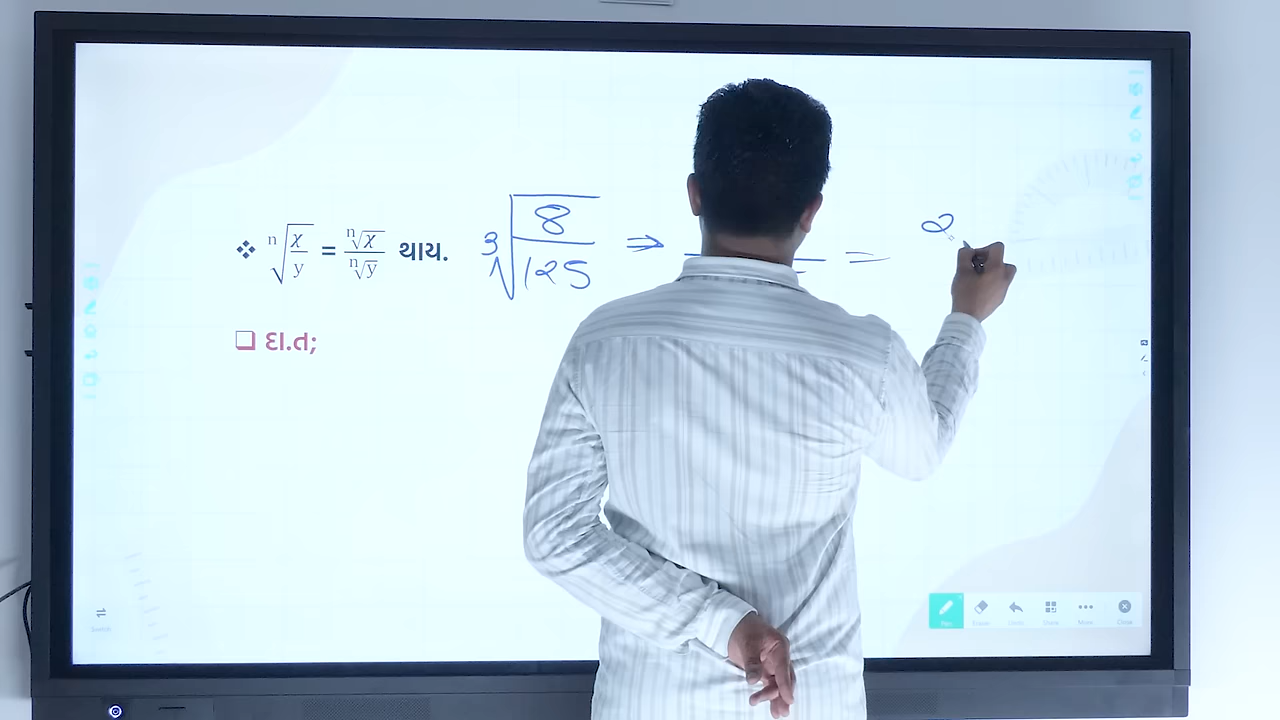 ❖ ⁿ√(x/y) = ⁿ√x / ⁿ√y થાય. ³√(8/125) ⇒ = 2
❑ દા.ત;